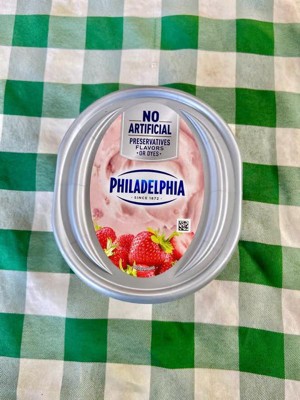 NO
ARTIFICIAL
PRESERVATIVES
FLAVORS
• OR DYES •
PHILADELPHIA
• SINCE 1872 •